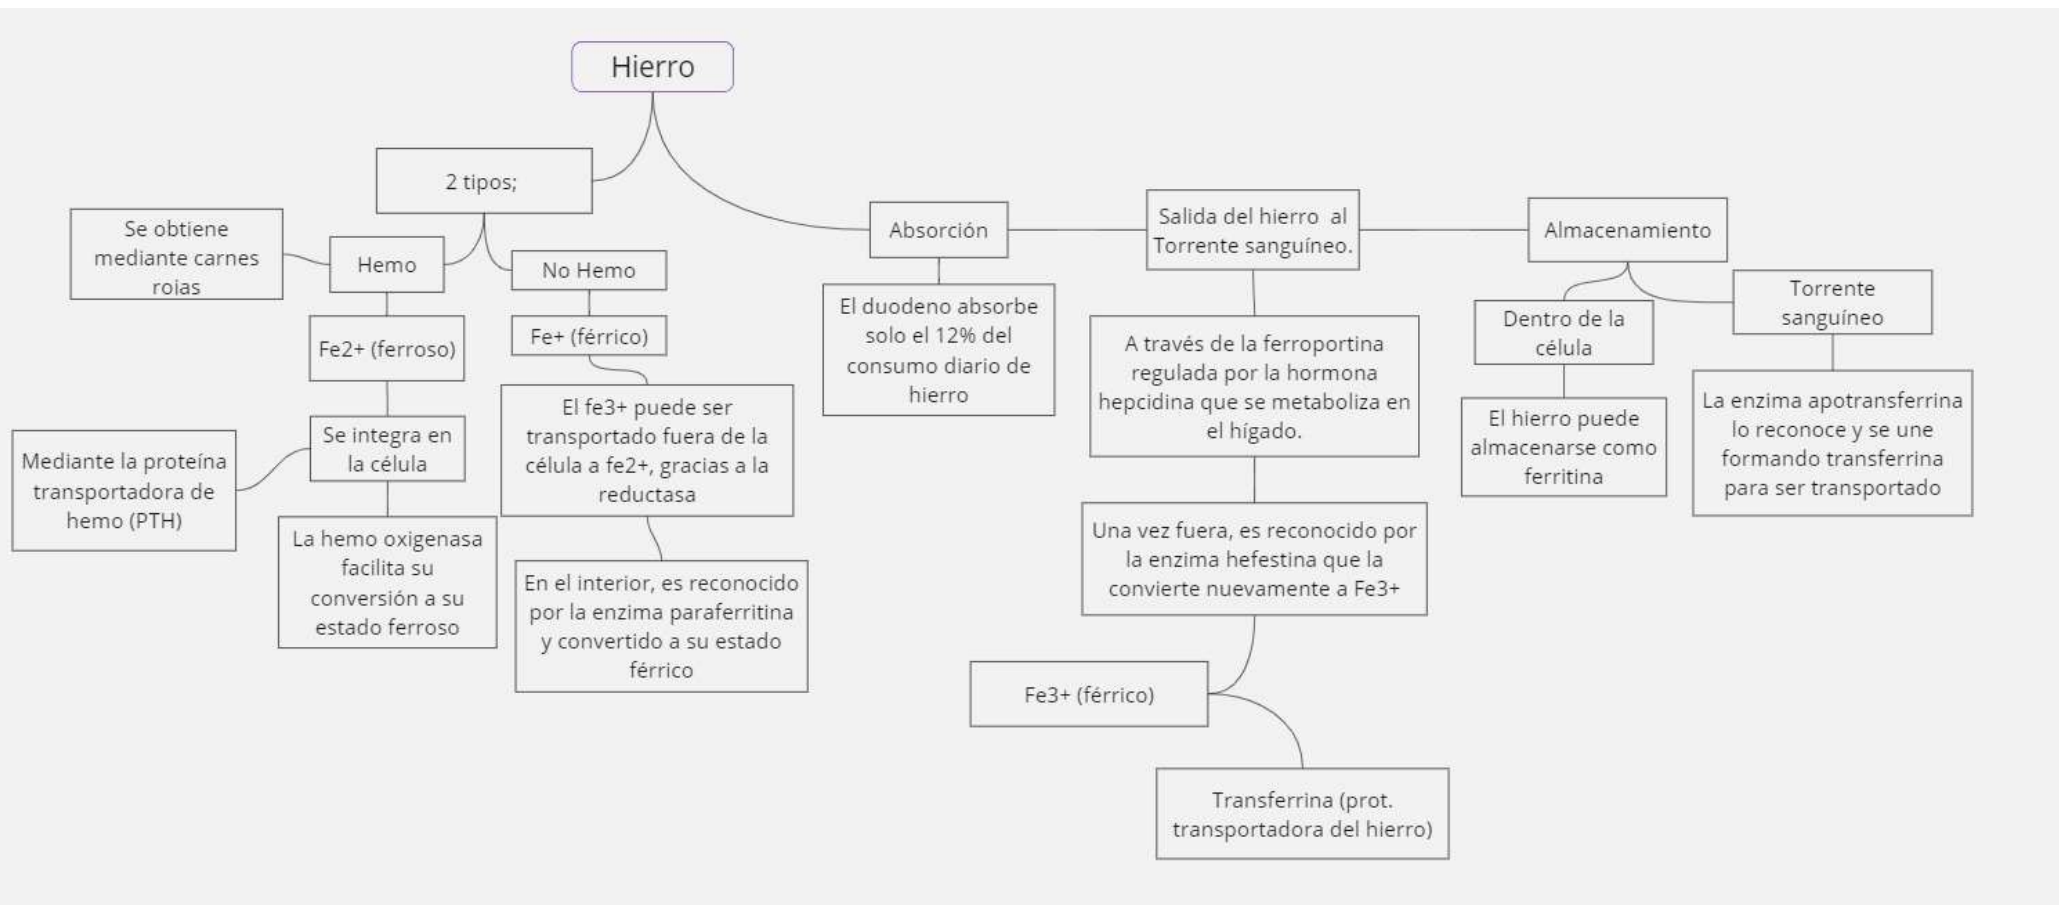 Hierro
2 tipos;
Se obtiene
mediante carnes
roias
Hemo
No Hemo
Fe2+ (ferroso)
Fe+ (férrico)
Se integra en
la célula
Mediante la proteína
transportadora de
hemo (PTH)
La hemo oxigenasa
facilita su
conversión a su
estado ferroso
El fe3+ puede ser
transportado fuera de la
célula a fe2+, gracias a la
reductasa
En el interior, es reconocido
por la enzima paraferritina
y convertido a su estado
férrico
Absorción
El duodeno absorbe
solo el 12% del
consumo diario de
hierro
Salida del hierro al
Torrente sanguíneo.
A través de la ferroportina
regulada por la hormona
hepcidina que se metaboliza en
el hígado.
Una vez fuera, es reconocido por
la enzima hefestina que la
convierte nuevamente a Fe3+
Fe3+ (férrico)
Transferrina (prot.
transportadora del hierro)
Almacenamiento
Dentro de la
célula
El hierro puede
almacenarse como
ferritina
Torrente
sanguíneo
La enzima apotransferrina
lo reconoce y se une
formando transferrina
para ser transportado